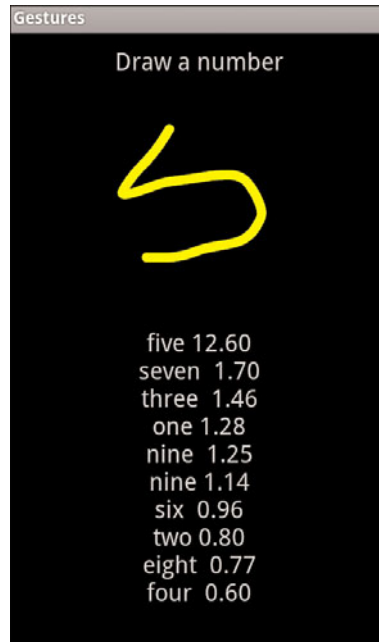 Gestures
Draw a number
five 12.60
seven 1.70
three 1.46
one 1.28
nine 1.25
nine 1.14
six 0.96
two 0.80
eight 0.77
four 0.60